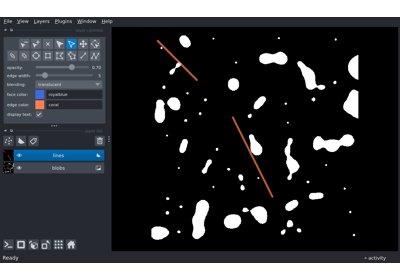 File View Layers Plugins Window Help
opacity: 0.70
edge width: 5
blending: translucent
face color: royalblue
edge color: coral
display text: ✓
lines
blobs
Ready
activity